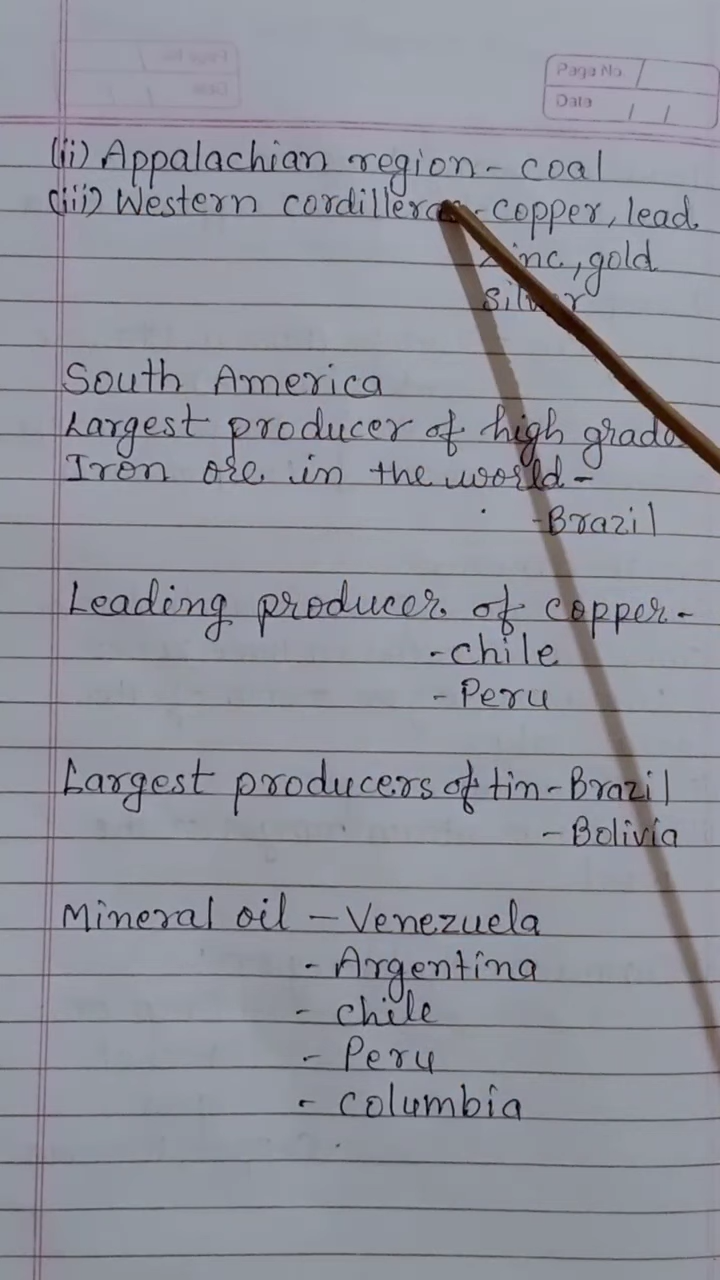 Page No.
Date / /
(ii) Appalachian region - coal
(iii) Western cordilleras - copper, lead
zinc, gold
silver
South America
Largest producer of high grade
Iron ore in the world -
- Brazil
Leading producer of copper -
- chile
- Peru
Largest producers of tin - Brazil
- Bolivia
Mineral oil - Venezuela
- Argentina
- chile
- Peru
- columbia